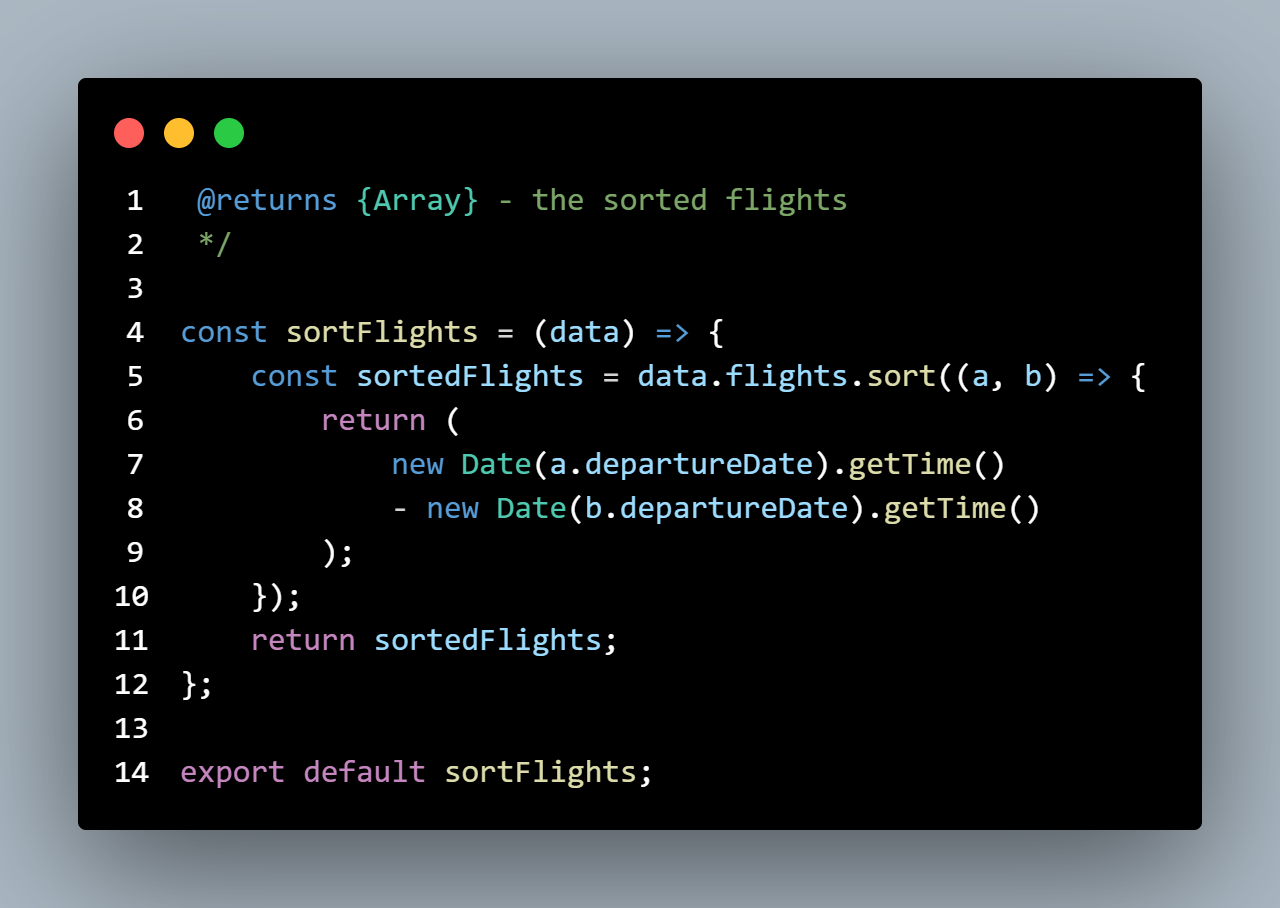 1 @returns {Array} - the sorted flights
2 */
3
4 const sortFlights = (data) => {
5     const sortedFlights = data.flights.sort((a, b) => {
6         return (
7             new Date(a.departureDate).getTime()
8             - new Date(b.departureDate).getTime()
9         );
10     });
11     return sortedFlights;
12 };
13
14 export default sortFlights;